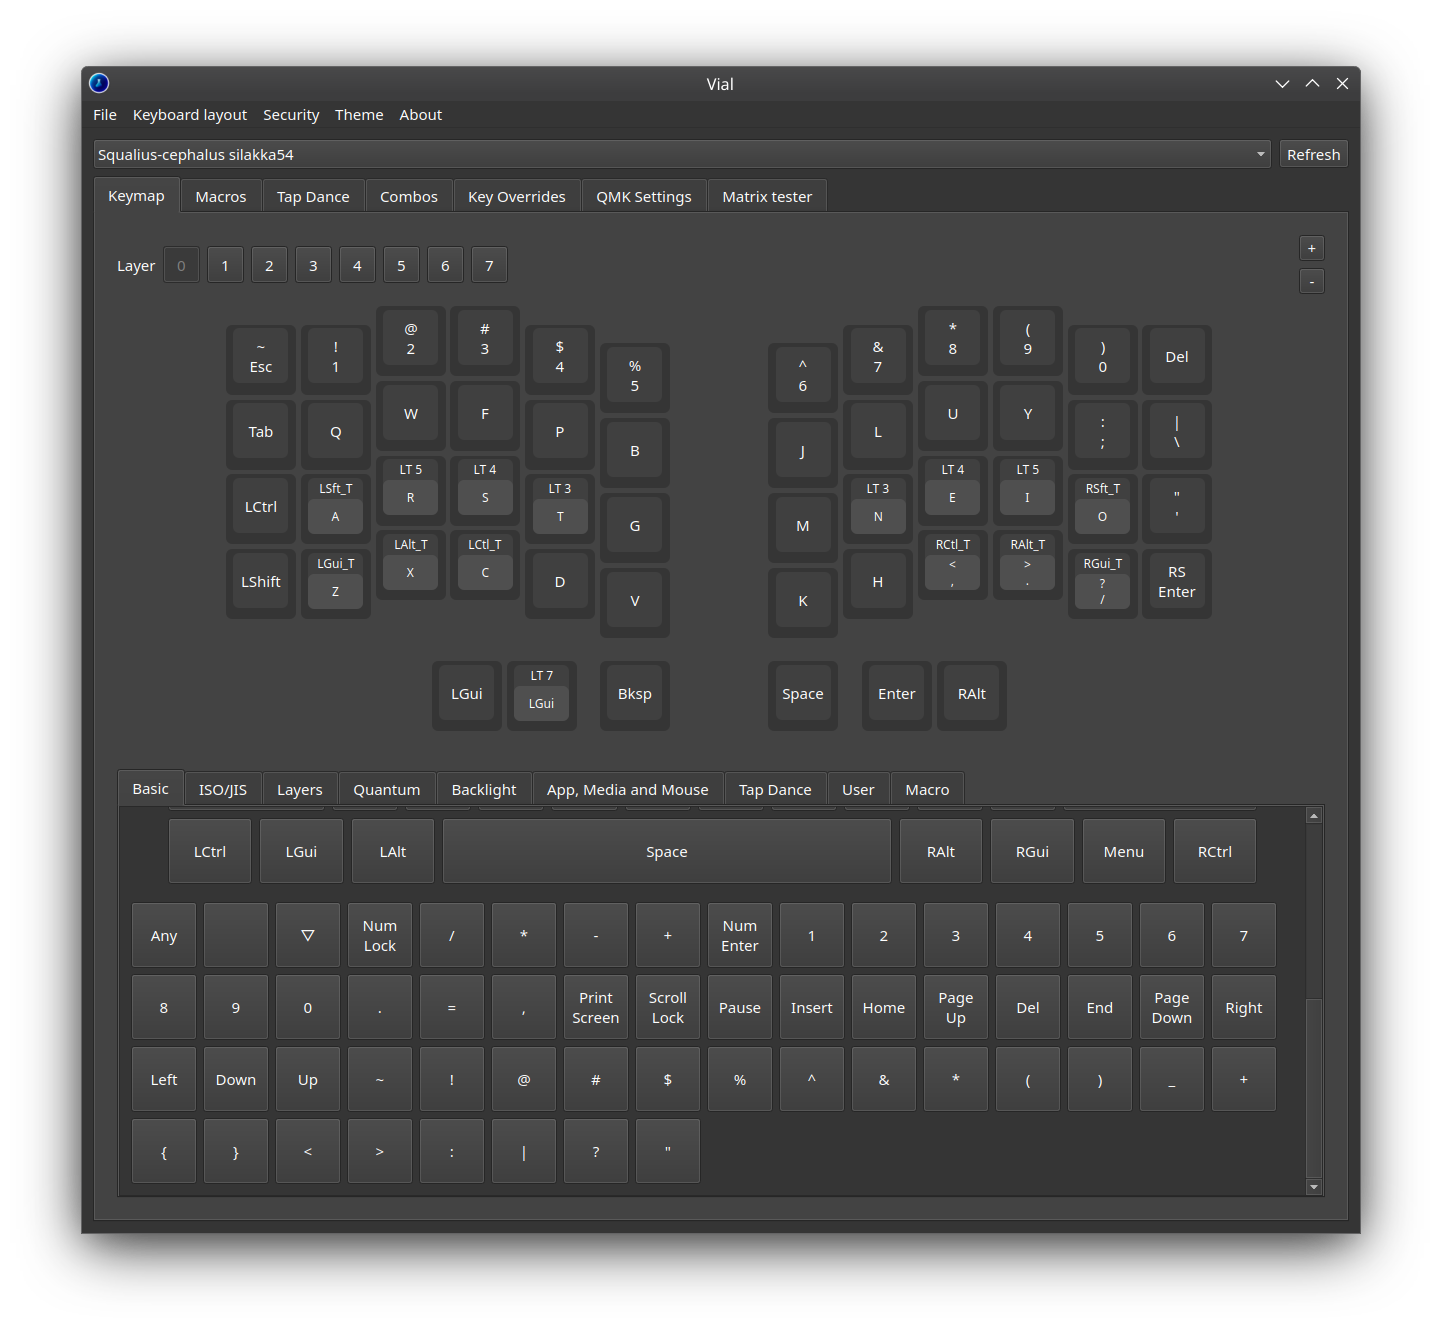 Vial
File Keyboard layout Security Theme About
Squalius-cephalus silakka54 Refresh
Keymap Macros Tap Dance Combos Key Overrides QMK Settings Matrix tester
+
Layer 0 1 2 3 4 5 6 7
-
~ Esc ! 1 @ 2 # 3 $ 4 % 5 ^ 6 & 7 * 8 ( 9 ) 0 Del
Tab Q W F P B J L U Y : ; | \
LCtrl LSft_T A LT 5 R LT 4 S LT 3 T G M LT 3 N LT 4 E LT 5 I RSft_T O " '
LShift LGui_T Z LAlt_T X LCtl_T C D V K H RCtl_T < , RAlt_T > . RGui_T ? / RS Enter
LGui LT 7 LGui Bksp Space Enter RAlt
Basic ISO/JIS Layers Quantum Backlight App, Media and Mouse Tap Dance User Macro
LCtrl LGui LAlt Space RAlt RGui Menu RCtrl
Any ▽ Num Lock / * - + Num Enter 1 2 3 4 5 6 7
8 9 0 . = , Print Screen Scroll Lock Pause Insert Home Page Up Del End Page Down Right
Left Down Up ~ ! @ # $ % ^ & * ( ) _ +
{ } < > : | ? "